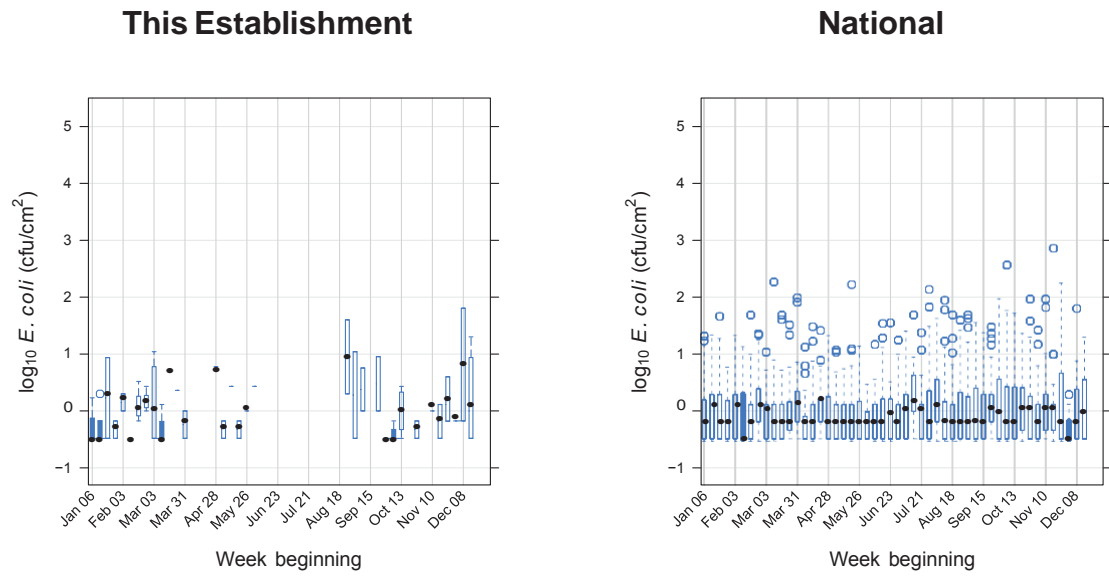 This Establishment
5
4
3
2
1
0
−1
log10 E. coli (cfu/cm2)
Jan 06
Feb 03
Mar 03
Mar 31
Apr 28
May 26
Jun 23
Jul 21
Aug 18
Sep 15
Oct 13
Nov 10
Dec 08
Week beginning
National
5
4
3
2
1
0
−1
log10 E. coli (cfu/cm2)
Jan 06
Feb 03
Mar 03
Mar 31
Apr 28
May 26
Jun 23
Jul 21
Aug 18
Sep 15
Oct 13
Nov 10
Dec 08
Week beginning